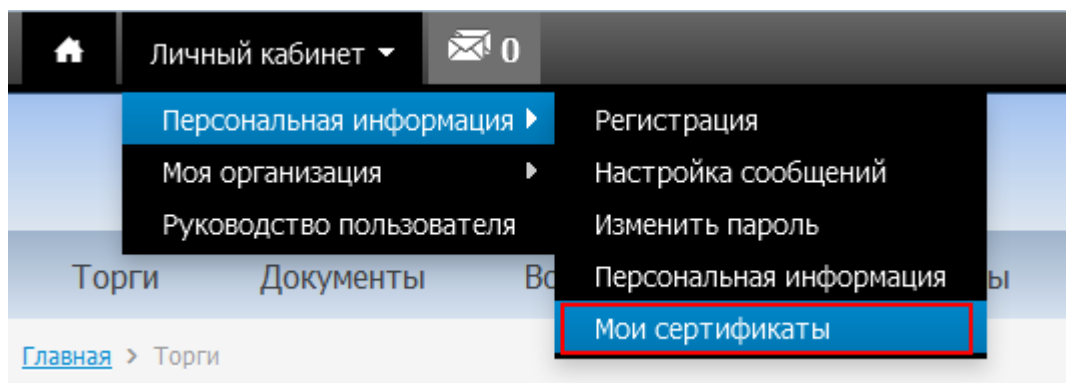 Личный кабинет
0
Персональная информация
Моя организация
Руководство пользователя
Регистрация
Настройка сообщений
Изменить пароль
Персональная информация
Мои сертификаты
Торги
Документы
Главная > Торги